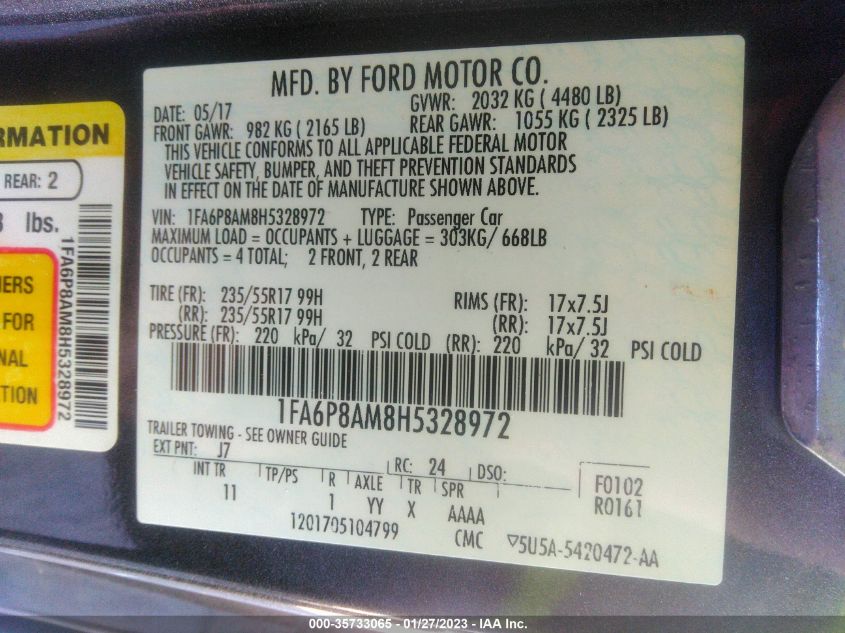 MFD. BY FORD MOTOR CO.
DATE: 05/17 GVWR: 2032 KG ( 4480 LB)
FRONT GAWR: 982 KG ( 2165 LB) REAR GAWR: 1055 KG ( 2325 LB)
THIS VEHICLE CONFORMS TO ALL APPLICABLE FEDERAL MOTOR
VEHICLE SAFETY, BUMPER, AND THEFT PREVENTION STANDARDS
IN EFFECT ON THE DATE OF MANUFACTURE SHOWN ABOVE.
VIN: 1FA6P8AM8H5328972 TYPE: Passenger Car
MAXIMUM LOAD = OCCUPANTS + LUGGAGE = 303KG/ 668LB
OCCUPANTS = 4 TOTAL; 2 FRONT, 2 REAR
TIRE (FR): 235/55R17 99H RIMS (FR): 17x7.5J
(RR): 235/55R17 99H (RR): 17x7.5J
PRESSURE (FR): 220 kPa/ 32 PSI COLD (RR): 220 kPa/ 32 PSI COLD
1FA6P8AM8H5328972
TRAILER TOWING - SEE OWNER GUIDE
EXT PNT: J7 RC: 24 DSO:
INT TR TP/PS R AXLE TR SPR F0102
11 1 YY X AAAA R0161
1201705104799 CMC 5U5A-5420472-AA
RMATION
REAR: 2
lbs.
1FA6P8AM8H5328972
FOR
000-35733065 - 01/27/2023 - IAA Inc.